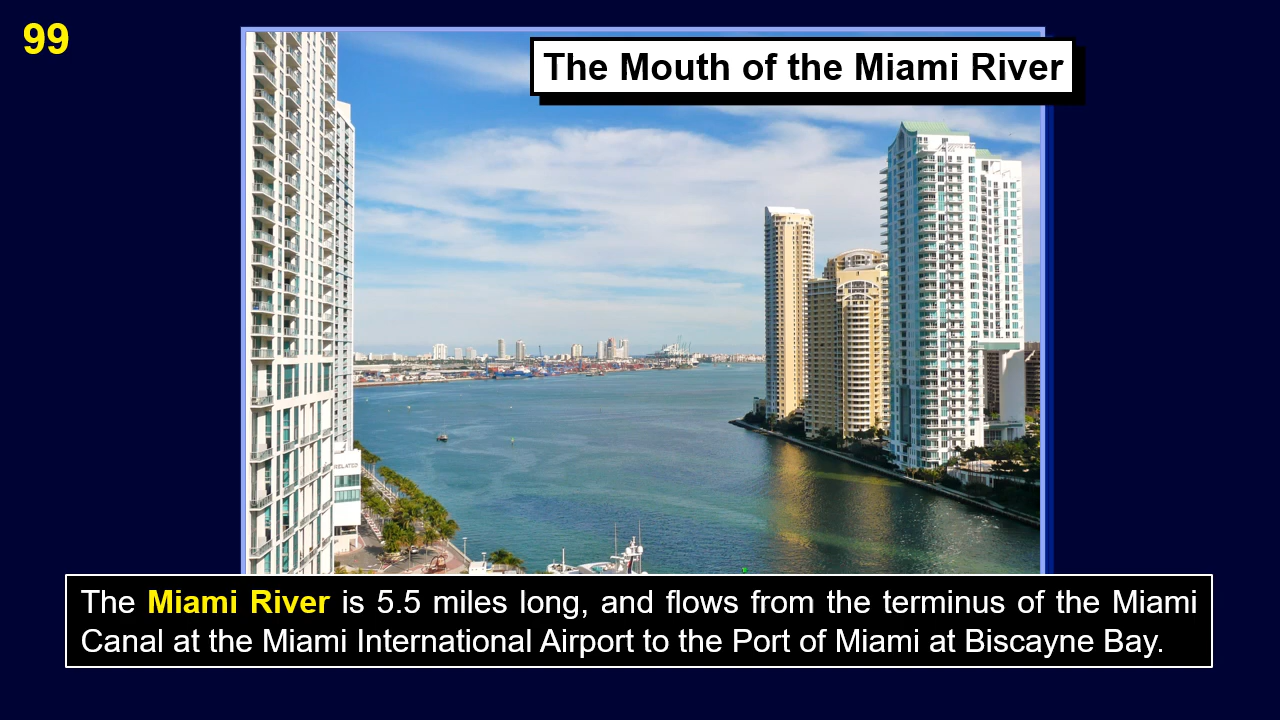 99
The Mouth of the Miami River
RELATED
The Miami River is 5.5 miles long, and flows from the terminus of the Miami
Canal at the Miami International Airport to the Port of Miami at Biscayne Bay.